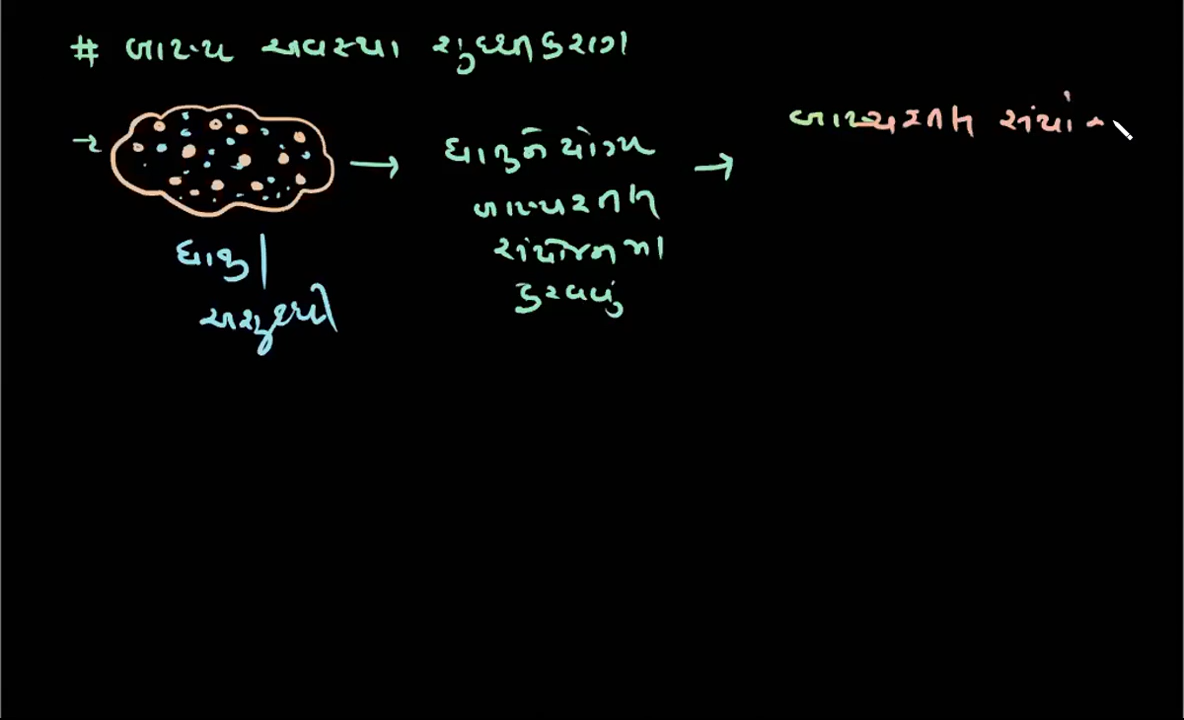 # બાષ્પ અવસ્થા શુદ્ધીકરણ
→
ધાતુ
અશુદ્ધિ
→
ધાતુને યોગ્ય
બાષ્પશીલ
સંયોજનમાં
ફેરવવું
→
બાષ્પશીલ સંયો